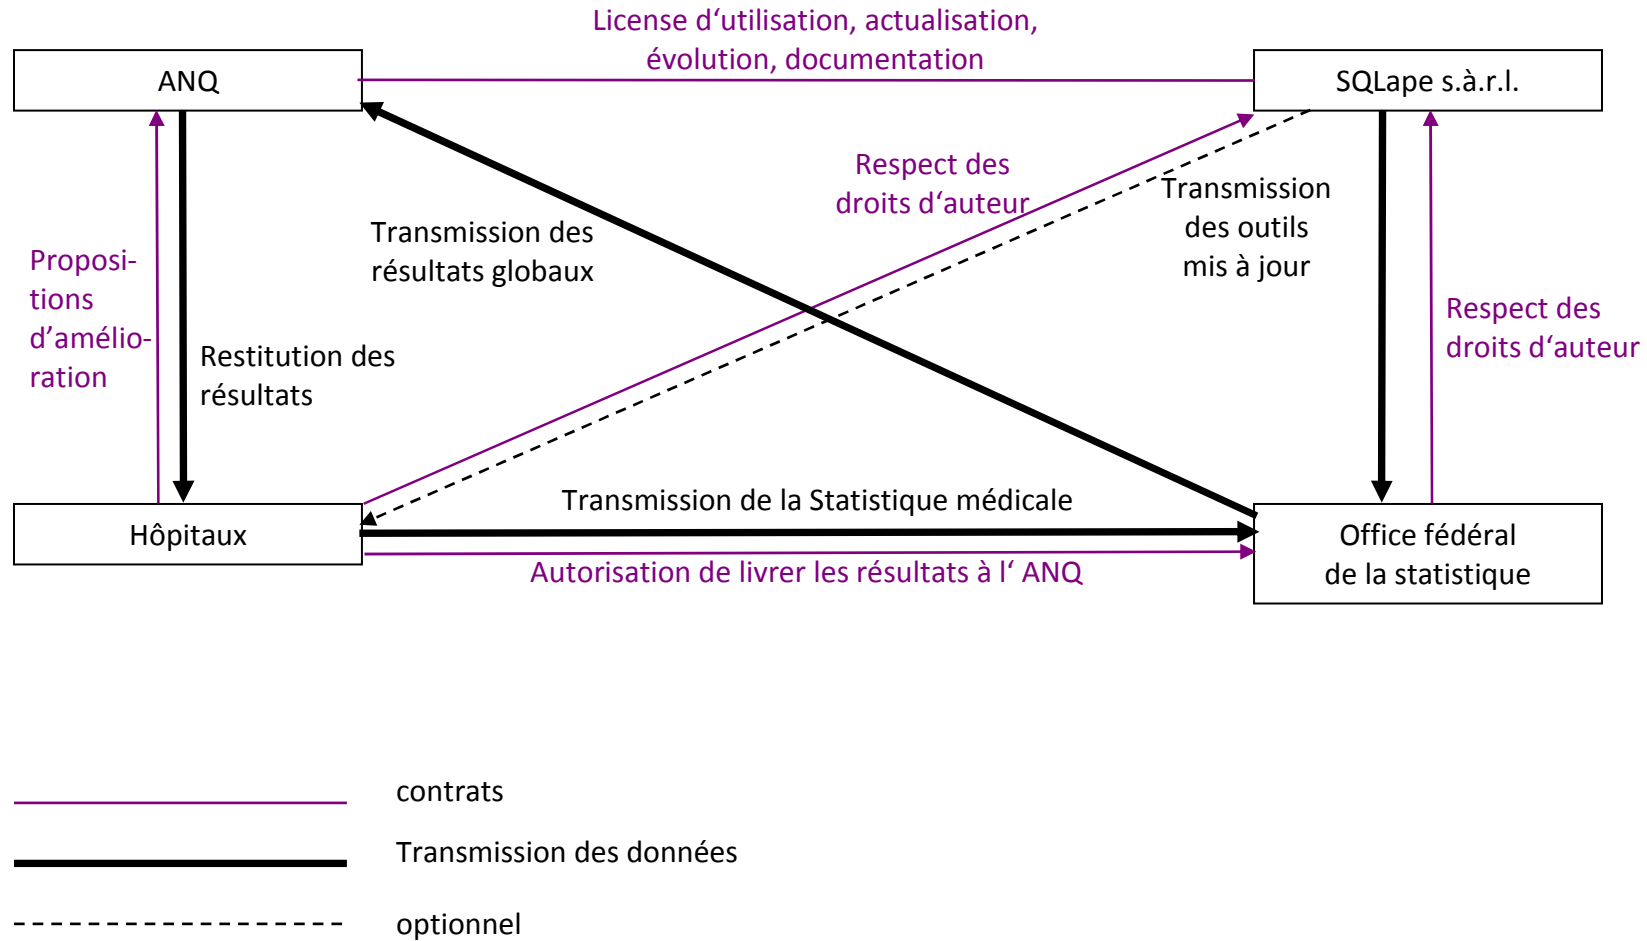 License d‘utilisation, actualisation,
évolution, documentation
ANQ
SQLape s.à.r.l.
Respect des
droits d‘auteur
Transmission
des outils
mis à jour
Transmission des
résultats globaux
Proposi-
tions
d’amélio-
ration
Respect des
droits d‘auteur
Restitution des
résultats
Transmission de la Statistique médicale
Hôpitaux
Office fédéral
de la statistique
Autorisation de livrer les résultats à l‘ ANQ
contrats
Transmission des données
optionnel